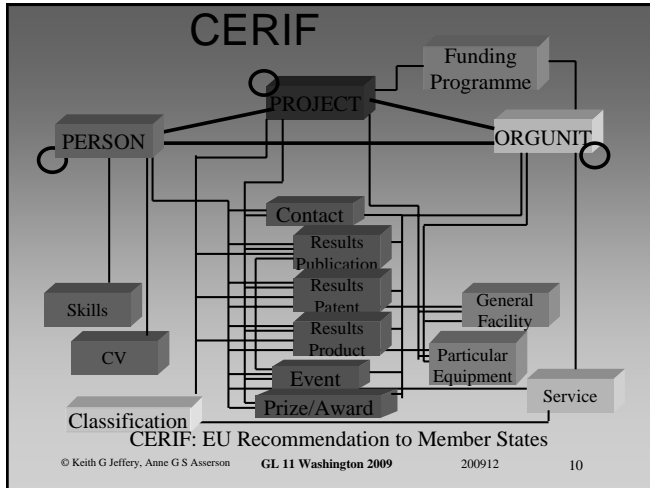 CERIF
Funding
Programme
PROJECT
PERSON
ORGUNIT
Contact
Results
Publication
Results
Patent
General
Facility
Skills
Results
Product
Particular
Equipment
CV
Event
Service
Prize/Award
Classification
CERIF: EU Recommendation to Member States
© Keith G Jeffery, Anne G S Asserson GL 11 Washington 2009 200912 10